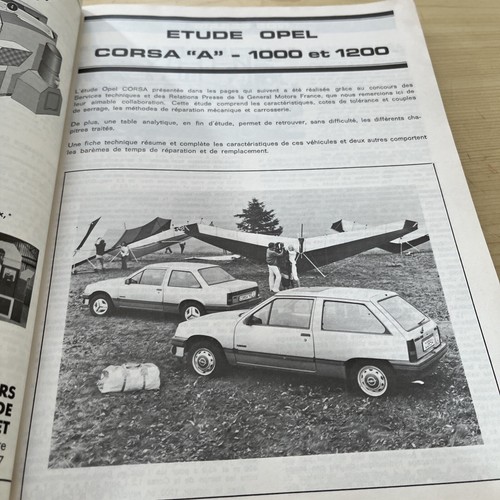 ETUDE OPEL
CORSA "A" - 1000 et 1200
L'étude Opel CORSA présentée dans les pages qui suivent a été réalisée grâce au concours des
Services techniques et des Relations Presse de la General Motors France, que nous remercions ici de
leur aimable collaboration. Cette étude comprend les caractéristiques, cotes de tolérance et couples
de serrage, les méthodes de réparation mécanique et carrosserie.
De plus, une table analytique, en fin d'étude, permet de retrouver, sans difficulté, les différents cha-
pitres traités.
Une fiche technique résume et complète les caractéristiques de ces véhicules et deux autres comportent
les barèmes de temps de réparation et de remplacement.
RS
DE
ET
7